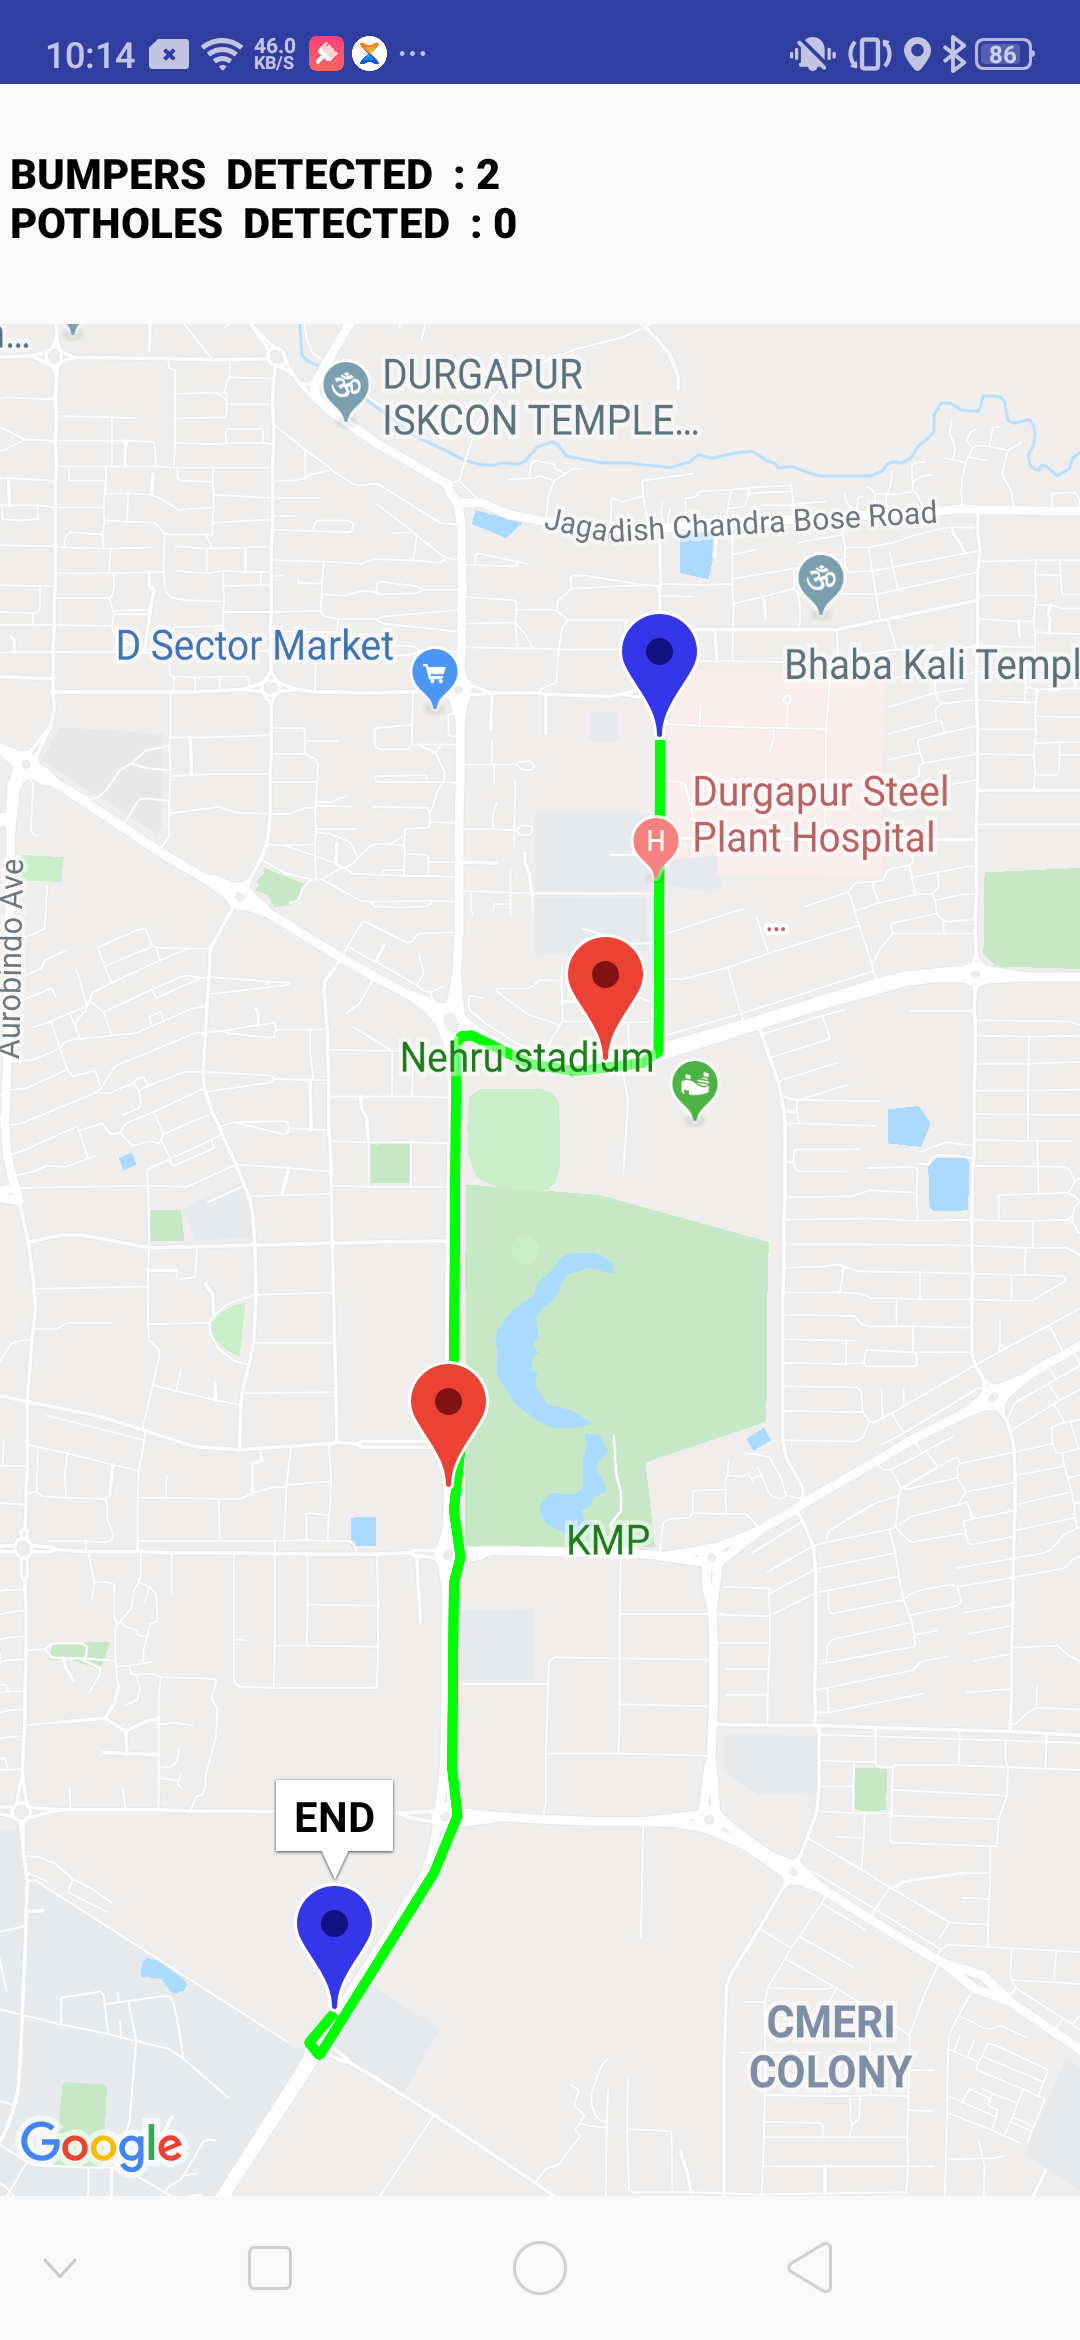 10:14
46.0
KB/S
86
BUMPERS DETECTED : 2
POTHOLES DETECTED : 0
DURGAPUR
ISKCON TEMPLE...
Jagadish Chandra Bose Road
D Sector Market
Bhaba Kali Templ
Durgapur Steel
Plant Hospital
H
Aurobindo Ave
Nehru stadium
KMP
END
CMERI
COLONY
Google